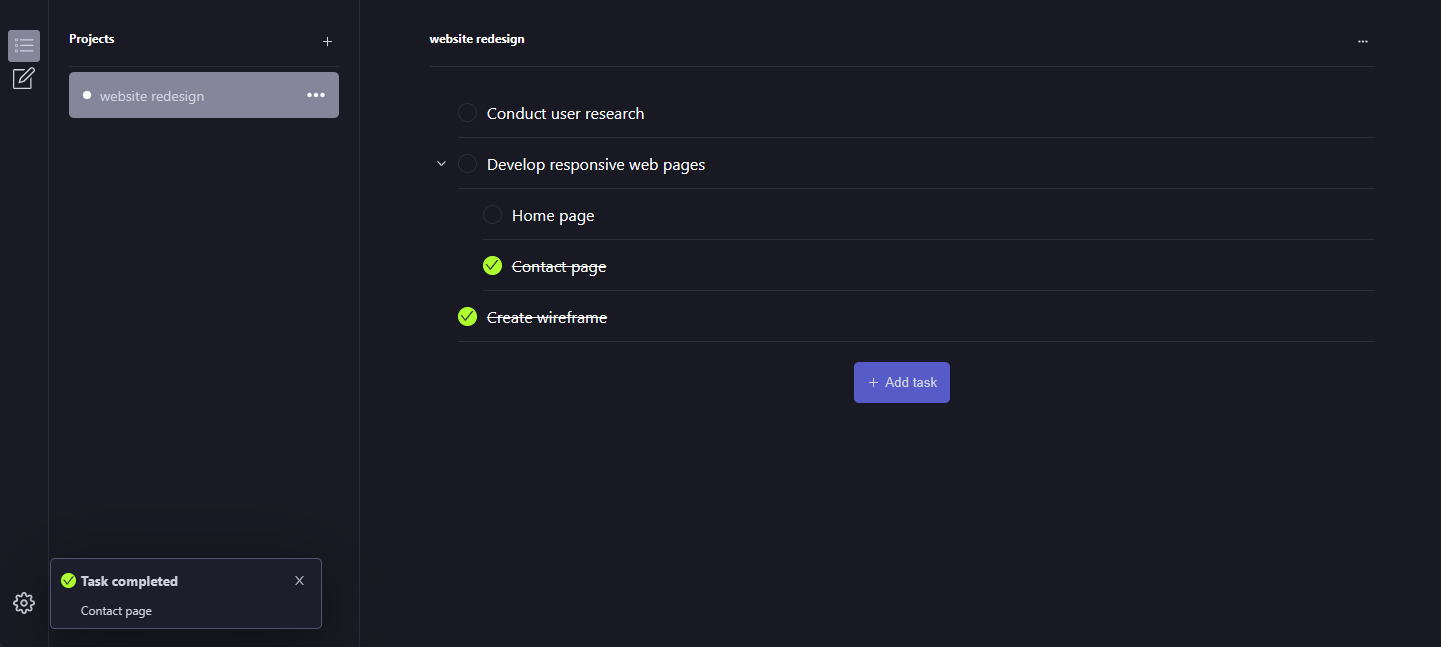 Projects
website redesign
website redesign
Conduct user research
Develop responsive web pages
Home page
Contact page
Create wireframe
+ Add task
Task completed
Contact page